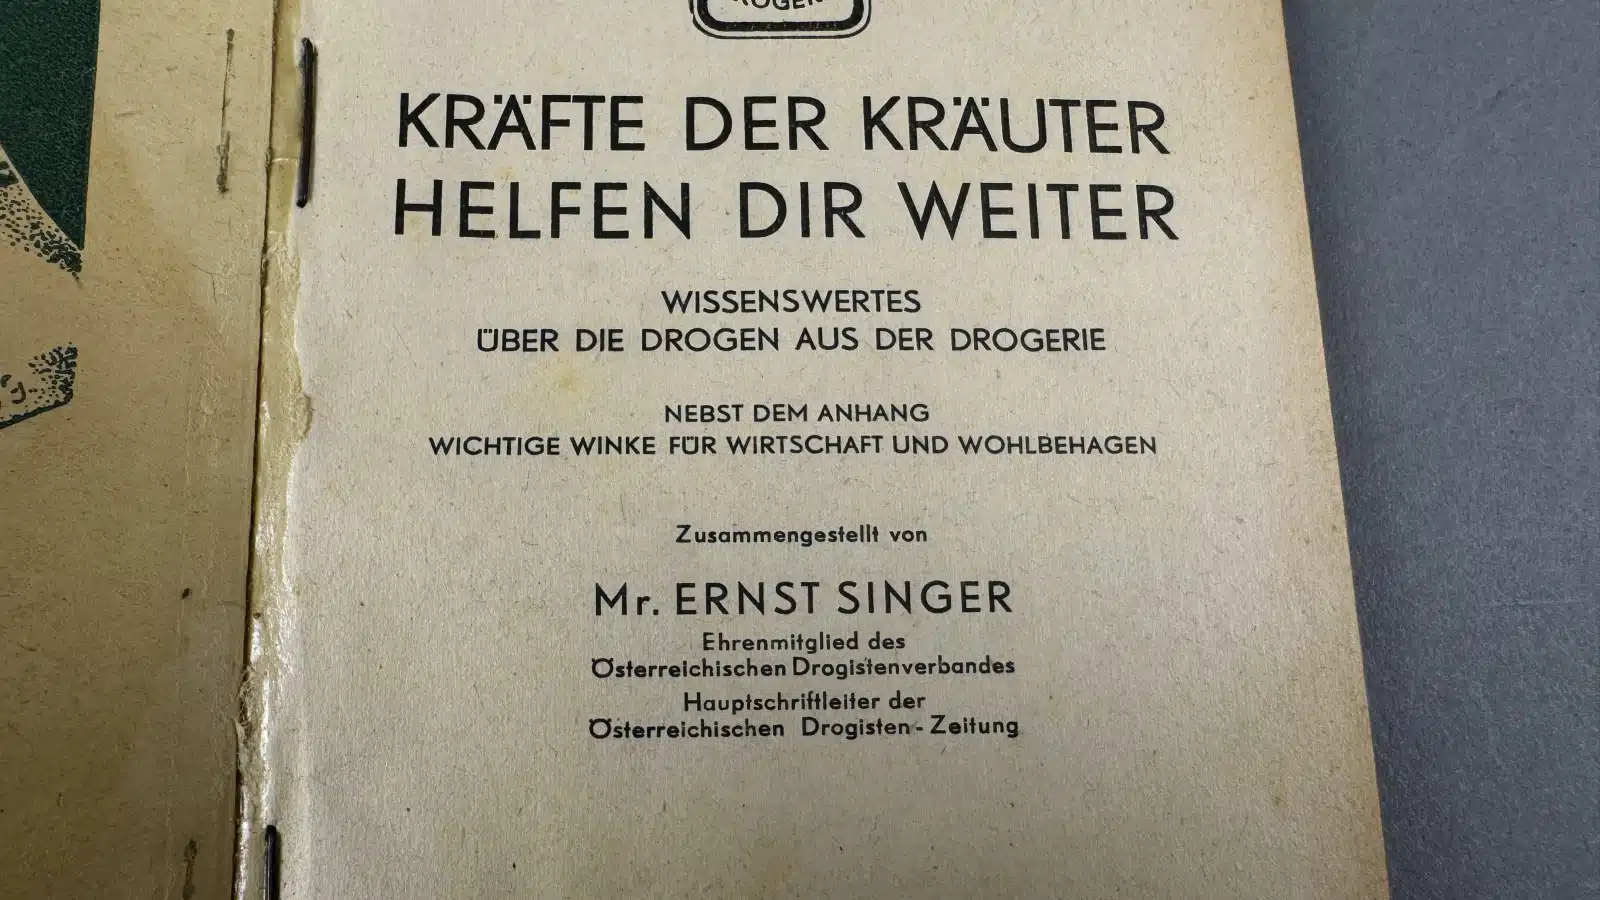 KRÄFTE DER KRÄUTER
HELFEN DIR WEITER
WISSENSWERTES
ÜBER DIE DROGEN AUS DER DROGERIE
NEBST DEM ANHANG
WICHTIGE WINKE FÜR WIRTSCHAFT UND WOHLBEHAGEN
Zusammengestellt von
Mr. ERNST SINGER
Ehrenmitglied des
Österreichischen Drogistenverbandes
Hauptschriftleiter der
Österreichischen Drogisten-Zeitung